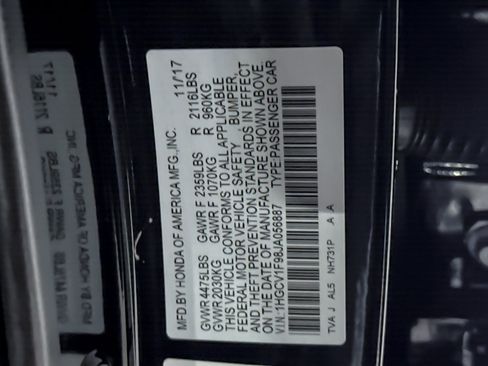 MFD.BY HONDA OF AMERICA MFG.,INC. 11/17
GVWR 4475LBS GAWR F 2359LBS R 2116LBS
GVWR 2030KG GAWR F 1070KG R 960KG
THIS VEHICLE CONFORMS TO ALL APPLICABLE
FEDERAL MOTOR VEHICLE SAFETY , BUMPER,
AND THEFT PREVENTION STANDARDS IN EFFECT
ON THE DATE OF MANUFACTURE SHOWN ABOVE.
V.I.N.:1HGCV1F98JA056887 TYPE:PASSENGER CAR
TVA J AL5 NH731P A A